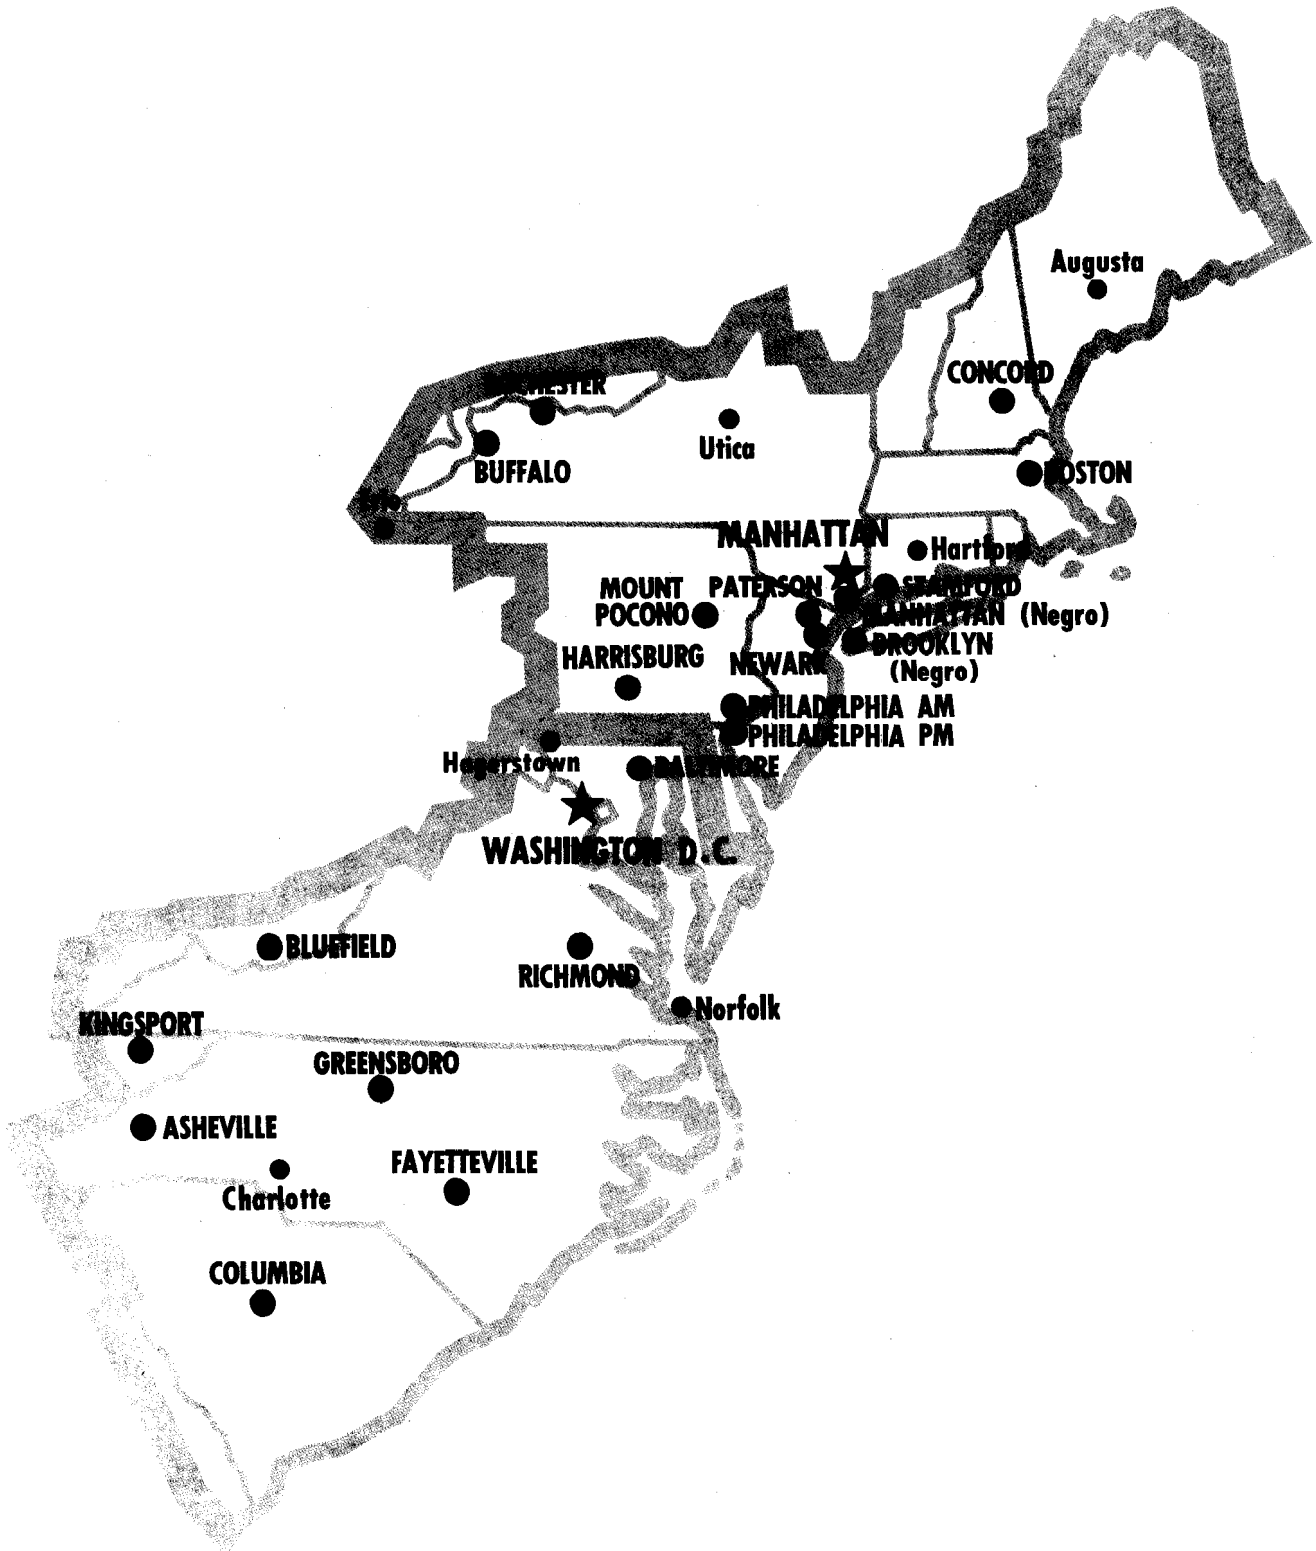 Augusta
CONCORD
ROCHESTER
Utica
BUFFALO
BOSTON
Erie
MANHATTAN
Hartford
MOUNT
POCONO
PATERSON
STAMFORD
MANHATTAN (Negro)
BROOKLYN
(Negro)
HARRISBURG
NEWARK
PHILADELPHIA AM
PHILADELPHIA PM
Hagerstown
BALTIMORE
WASHINGTON D.C.
BLUEFIELD
RICHMOND
Norfolk
KINGSPORT
GREENSBORO
ASHEVILLE
FAYETTEVILLE
Charlotte
COLUMBIA